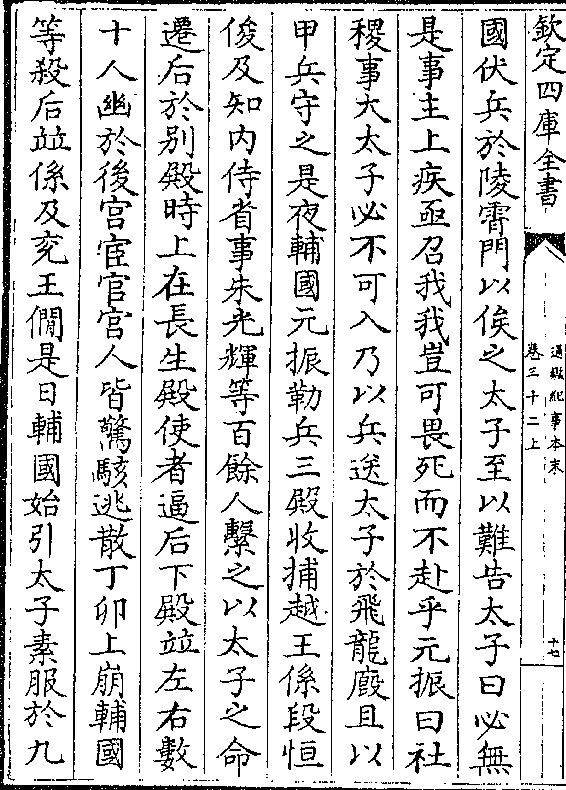 欽定四庫全書
通鑑紀事本末
卷三十二上
十七
國伏兵於陵霄門以俟之太子至以難告太子曰必無
是事主上疾亟召我我豈可畏死而不赴乎元振曰社
稷事大太子必不可入乃以兵送太子於飛龍廏且以
甲兵守之是夜輔國元振勒兵三殿收捕越王係段恒
俊及知内侍省事朱光輝等百餘人繫之以太子之命
遷后於别殿時上在長生殿使者逼后下殿竝左右數
十人幽於後宫宦官宫人皆驚駭逃散丁卯上崩輔國
等殺后竝係及兖王僩是日輔國始引太子素服於九